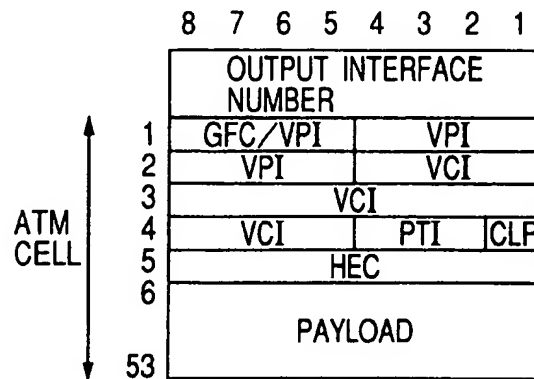 8 7 6 5 4 3 2 1
OUTPUT INTERFACE
NUMBER
1 GFC/VPI VPI
2 VPI VCI
3 VCI
ATM
CELL
4 VCI PTI CLP
5 HEC
6
PAYLOAD
53